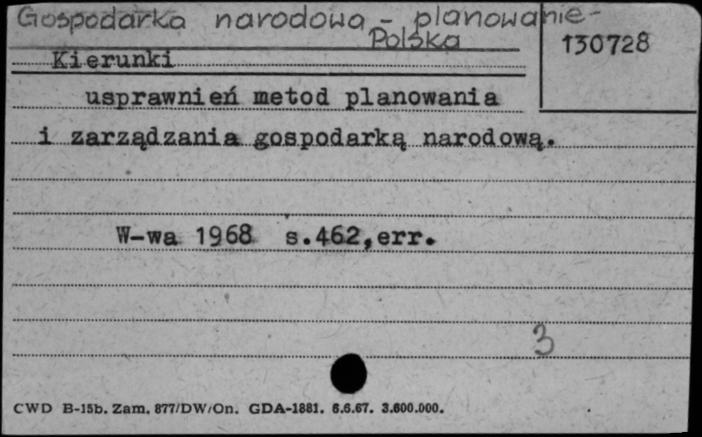 Gospodarka narodowa - planowanie -
Polska
130728
Kierunki
usprawnień metod planowania
i zarządzania gospodarką narodową.
W-wa 1968 s.462,err.
3
CWD B-15b. Zam. 877/DW/On. GDA-1881. 6.6.67. 3.600.000.